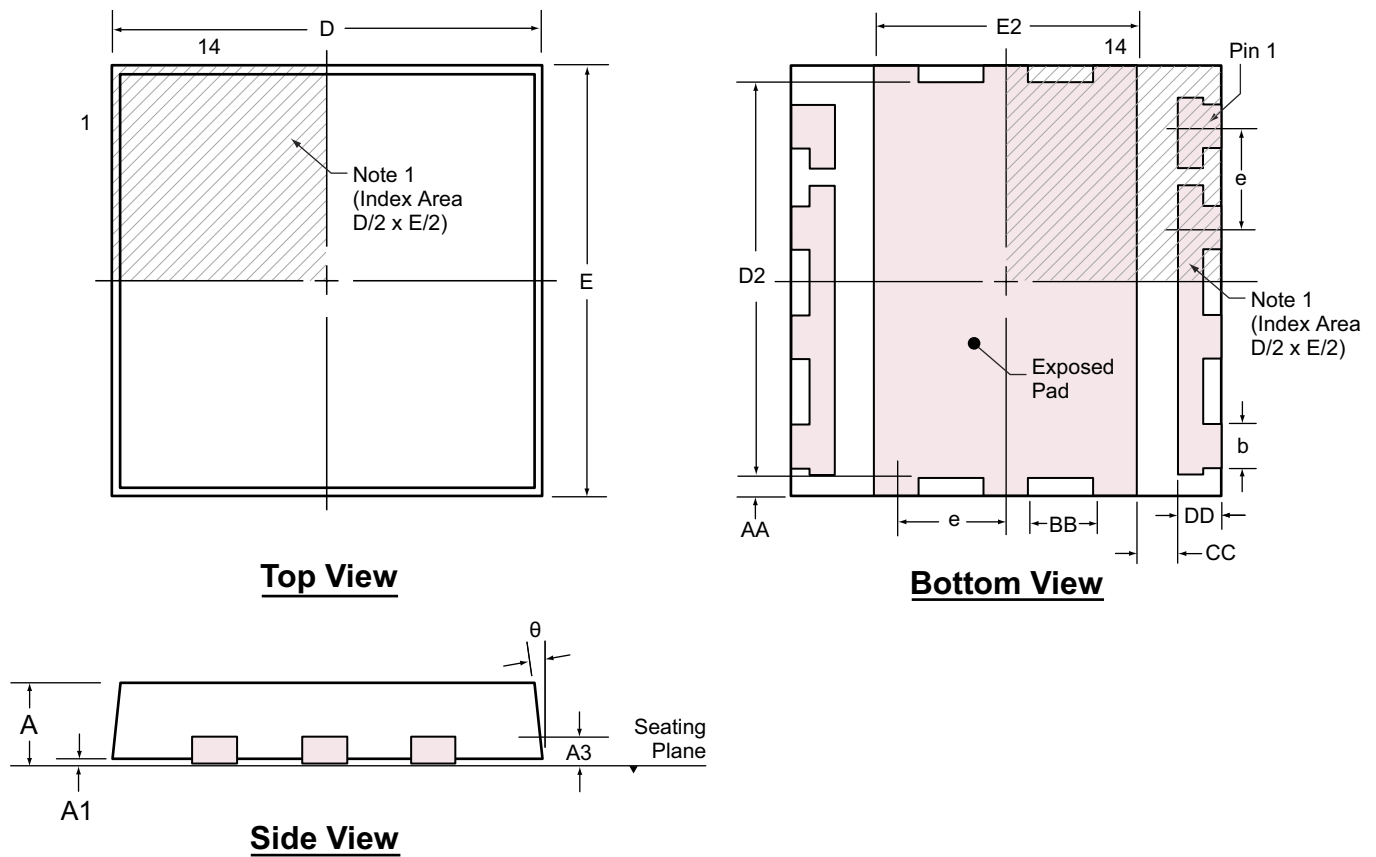 D
14
1
Note 1
(Index Area
D/2 x E/2)
E
Top View
E2
14
Pin 1
e
D2
Note 1
(Index Area
D/2 x E/2)
Exposed
Pad
b
AA
e
BB
DD
CC
Bottom View
θ
A
Seating
Plane
A3
A1
Side View